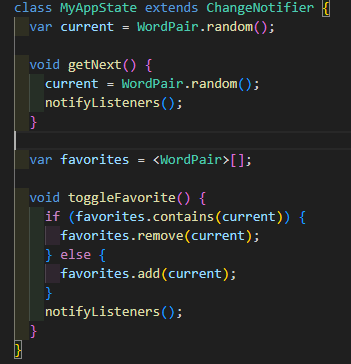 class MyAppState extends ChangeNotifier {
  var current = WordPair.random();

  void getNext() {
    current = WordPair.random();
    notifyListeners();
  }

  var favorites = <WordPair>[];

  void toggleFavorite() {
    if (favorites.contains(current)) {
      favorites.remove(current);
    } else {
      favorites.add(current);
    }
    notifyListeners();
  }
}